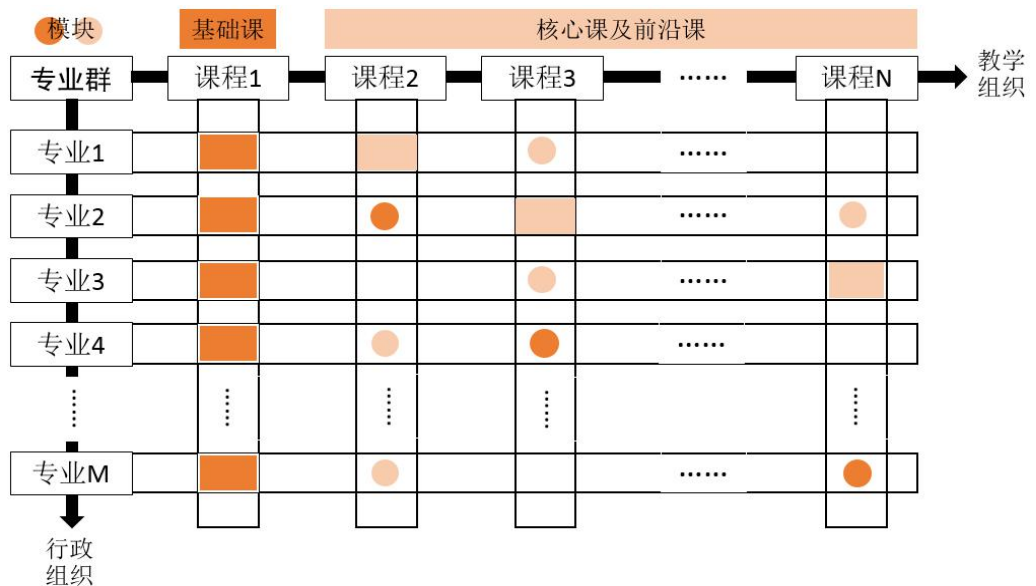 模块
基础课
核心课及前沿课
专业群
课程1
课程2
课程3
……
课程N
教学
组织
专业1
……
专业2
……
专业3
……
专业4
……
……
……
……
……
……
专业M
……
行政
组织